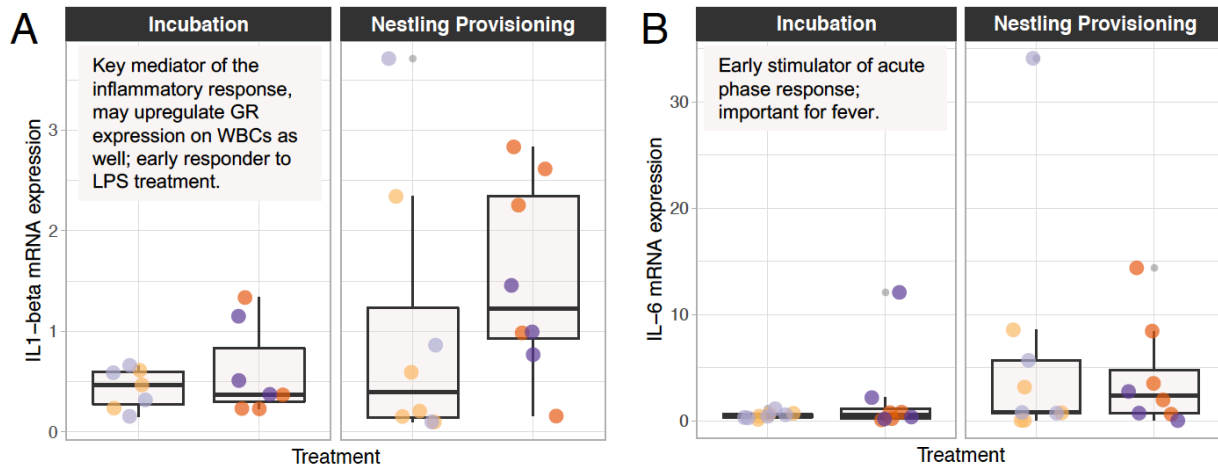 A
Incubation
Nestling Provisioning
Key mediator of the
inflammatory response,
may upregulate GR
expression on WBCs as
well; early responder to
LPS treatment.
IL1−beta mRNA expression
3
2
1
0
Treatment
B
Incubation
Nestling Provisioning
Early stimulator of acute
phase response;
important for fever.
IL−6 mRNA expression
30
20
10
0
Treatment